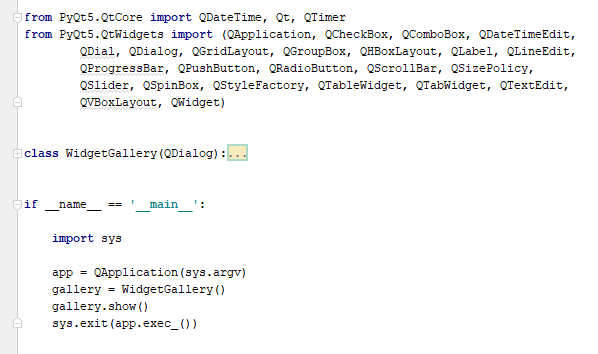 from PyQt5.QtCore import QDateTime, Qt, QTimer
from PyQt5.QtWidgets import (QApplication, QCheckBox, QComboBox, QDateTimeEdit,
        QDial, QDialog, QGridLayout, QGroupBox, QHBoxLayout, QLabel, QLineEdit,
        QProgressBar, QPushButton, QRadioButton, QScrollBar, QSizePolicy,
        QSlider, QSpinBox, QStyleFactory, QTableWidget, QTabWidget, QTextEdit,
        QVBoxLayout, QWidget)
class WidgetGallery(QDialog):...
if __name__ == '__main__':
    import sys
    app = QApplication(sys.argv)
    gallery = WidgetGallery()
    gallery.show()
    sys.exit(app.exec_())